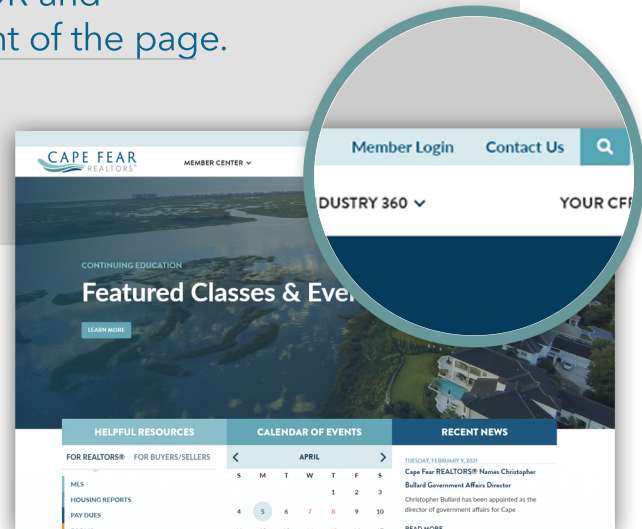 nt of the page.
Member Login Contact Us
CAPE FEAR
REALTORS®
MEMBER CENTER
DUSTRY 360
YOUR CF
CONTINUING EDUCATION
Featured Classes & Eve
LEARN MORE
HELPFUL RESOURCES
CALENDAR OF EVENTS
RECENT NEWS
FOR REALTORS® FOR BUYERS/SELLERS
APRIL
S M T W T F S
1 2 3
4 5 6 7 8 9 10
MLS
HOUSING REPORTS
PAY DUES
TUESDAY, FEBRUARY 9, 2021
Cape Fear REALTORS® Names Christopher
Bullard Government Affairs Director
Christopher Bullard has been appointed as the
director of government affairs for Cape
READ MORE